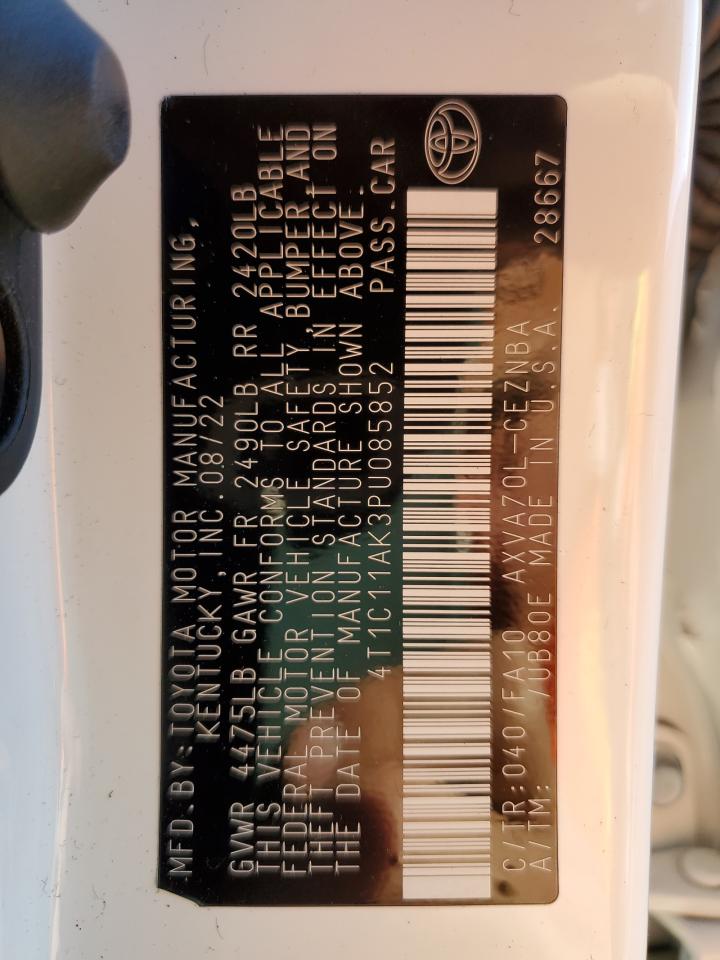 MFD.BY:TOYOTA MOTOR MANUFACTURING,
KENTUCKY, INC. 08/22
GVWR 4475LB GAWR FR 2490LB RR 2420LB
THIS VEHICLE CONFORMS TO ALL APPLICABLE
FEDERAL MOTOR VEHICLE SAFETY, BUMPER AND
THEFT PREVENTION STANDARDS IN EFFECT ON
THE DATE OF MANUFACTURE SHOWN ABOVE.
4T1C11AK3PU085852 PASS.CAR
C/TR:040/FA10 AXVA70L-CEZNBA
A/TM: /UB80E MADE IN U.S.A. 28667